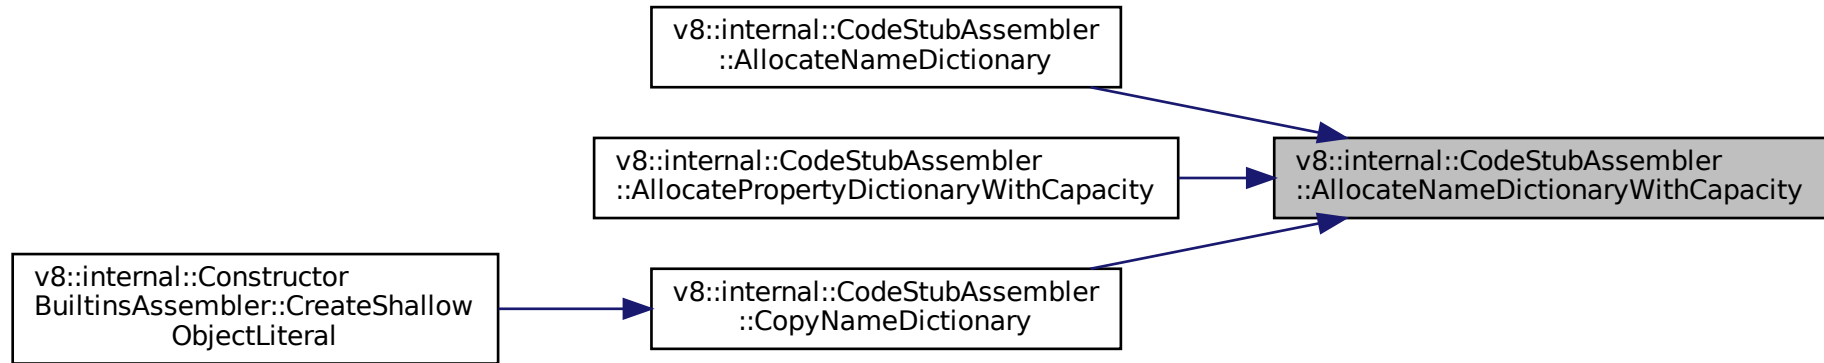 v8::internal::CodeStubAssembler
::AllocateNameDictionary
v8::internal::CodeStubAssembler
::AllocatePropertyDictionaryWithCapacity
v8::internal::CodeStubAssembler
::AllocateNameDictionaryWithCapacity
v8::internal::Constructor
BuiltinsAssembler::CreateShallow
ObjectLiteral
v8::internal::CodeStubAssembler
::CopyNameDictionary